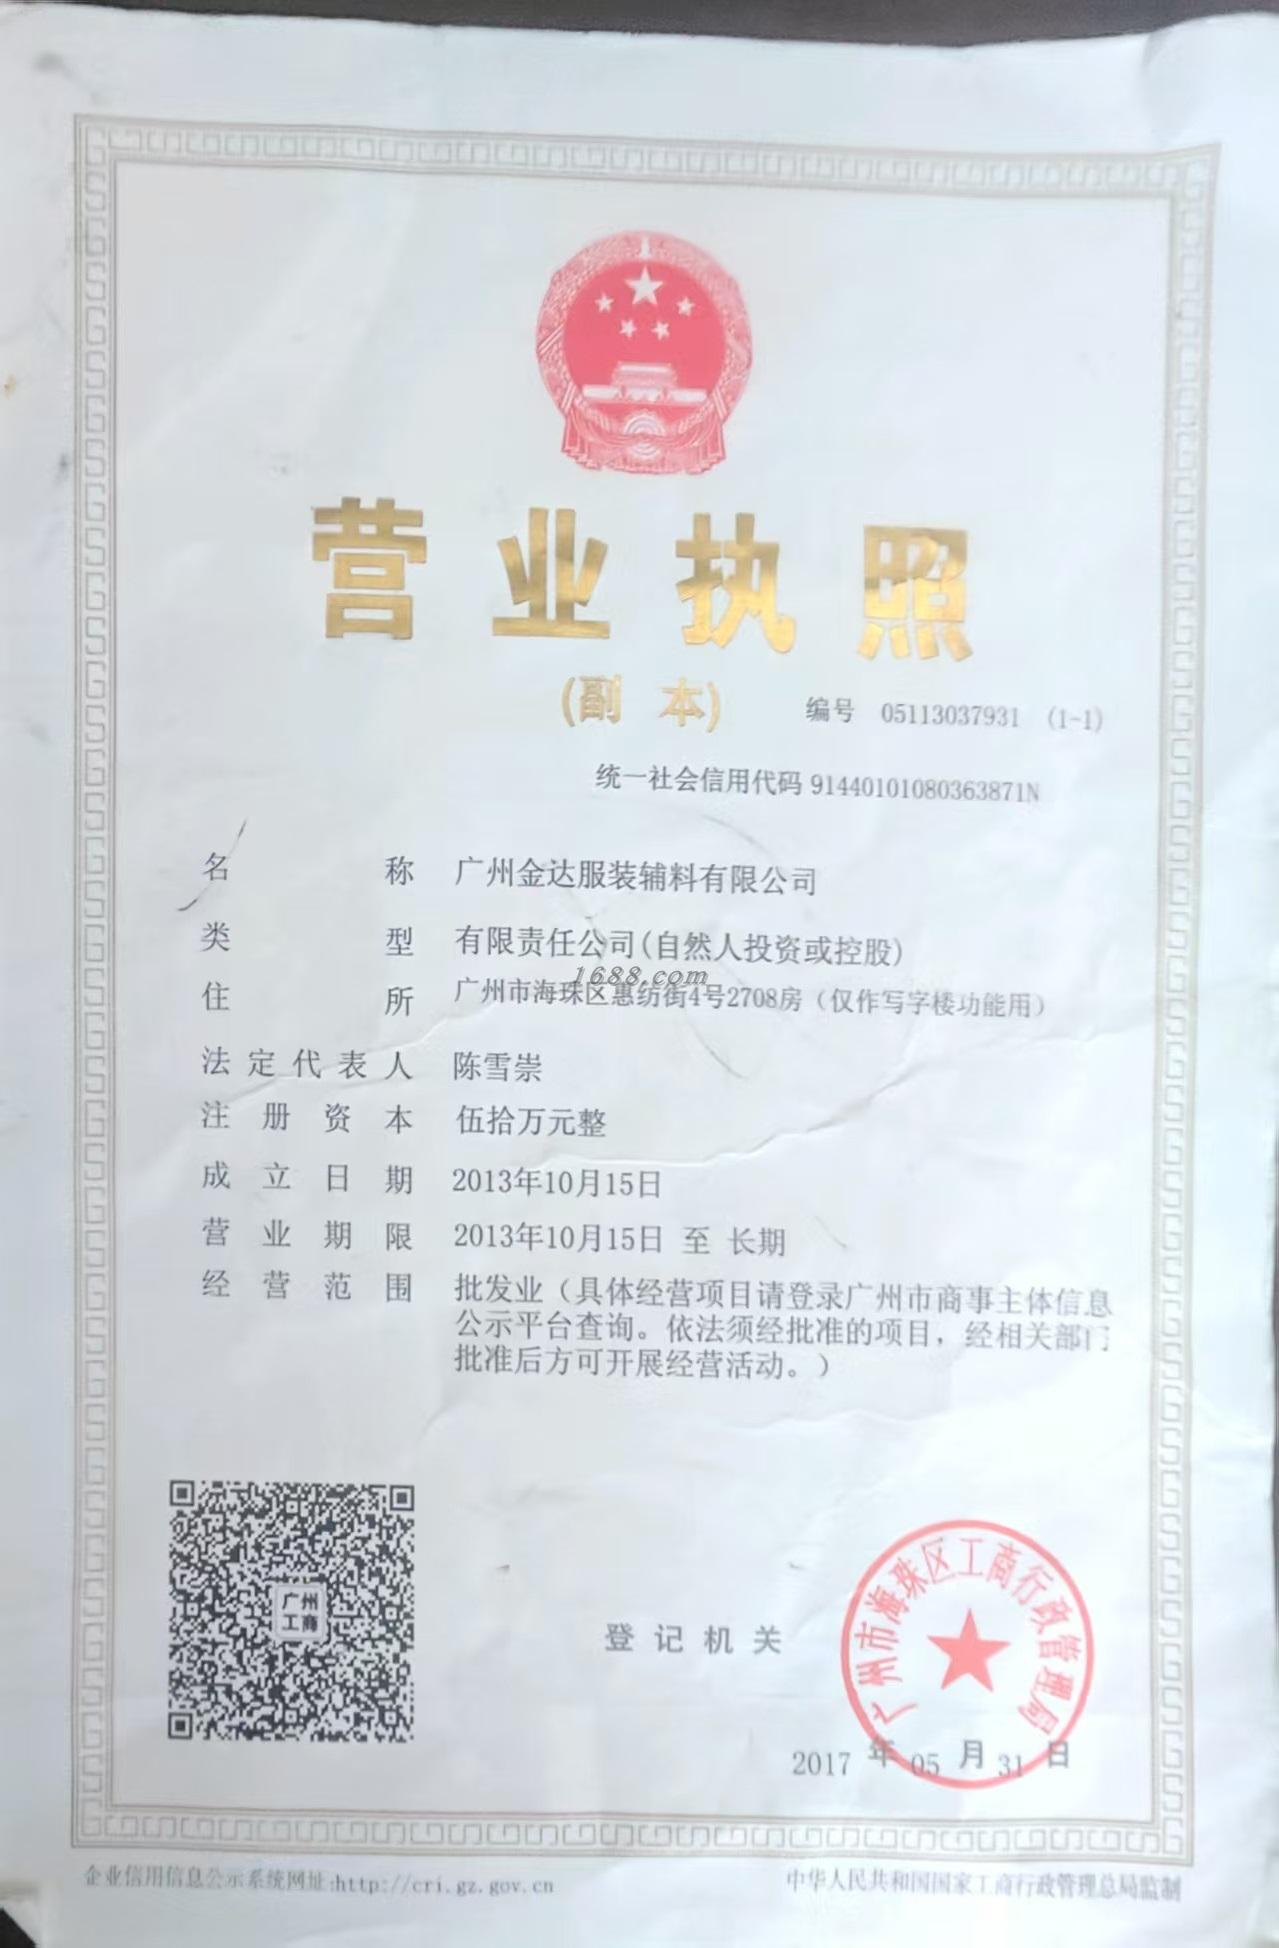 营业执照
(副 本) 编号 05113037931 (1-1)
统一社会信用代码 91440101080363871N
名称 广州金达服装辅料有限公司
类型 有限责任公司(自然人投资或控股)
1688.com
住所 广州市海珠区惠纺街4号2708房（仅作写字楼功能用）
法定代表人 陈雪崇
注册资本 伍拾万元整
成立日期 2013年10月15日
营业期限 2013年10月15日 至 长期
经营范围 批发业（具体经营项目请登录广州市商事主体信息
公示平台查询。依法须经批准的项目，经相关部门
批准后方可开展经营活动。）
广州
工商
登记机关
广州市海珠区工商行政管理局
2017 年 05 月 31 日
企业信用信息公示系统网址:http://cri.gz.gov.cn
中华人民共和国国家工商行政管理总局监制